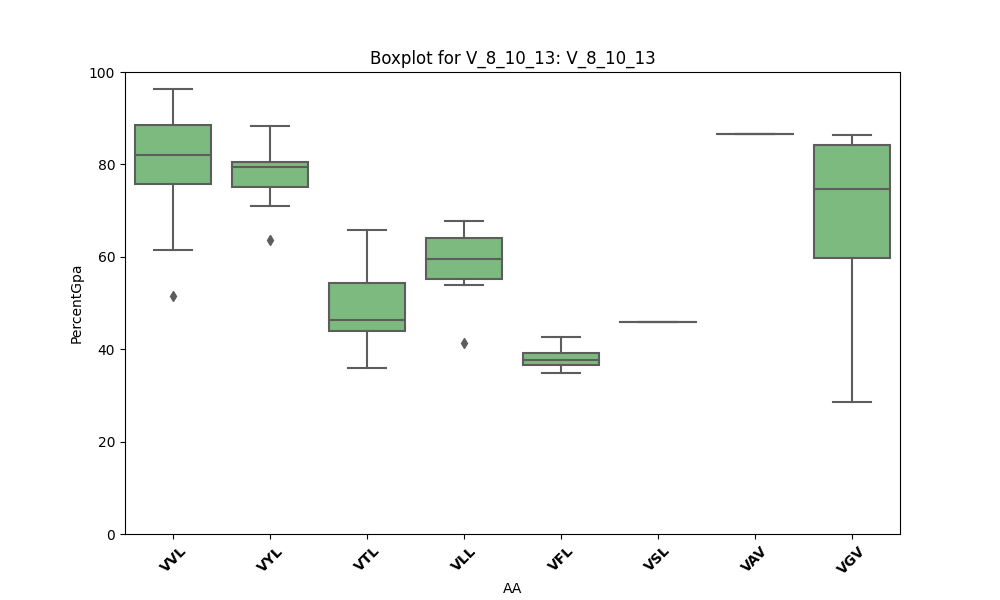 Boxplot for V_8_10_13: V_8_10_13
100
80
60
40
20
0
PercentGpa
VVL
VYL
VTL
VLL
VFL
VSL
VAV
VGV
AA